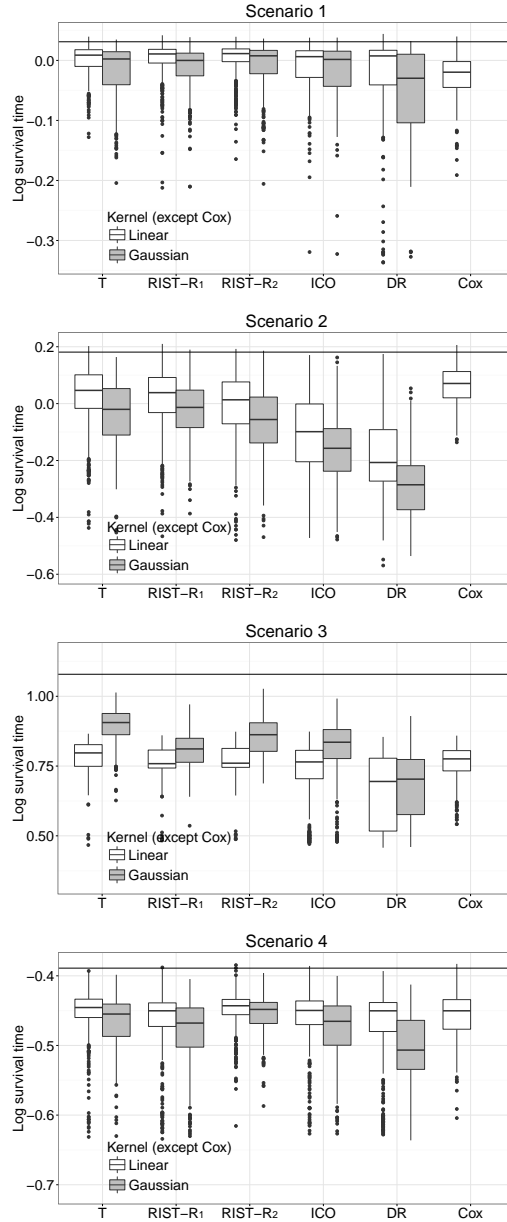 Scenario 1
Log survival time
0.0
−0.1
−0.2
−0.3
Kernel (except Cox)
Linear
Gaussian
T RIST−R1 RIST−R2 ICO DR Cox
Scenario 2
Log survival time
0.2
0.0
−0.2
−0.4
−0.6
Kernel (except Cox)
Linear
Gaussian
T RIST−R1 RIST−R2 ICO DR Cox
Scenario 3
Log survival time
1.00
0.75
0.50
Kernel (except Cox)
Linear
Gaussian
T RIST−R1 RIST−R2 ICO DR Cox
Scenario 4
Log survival time
−0.4
−0.5
−0.6
−0.7
Kernel (except Cox)
Linear
Gaussian
T RIST−R1 RIST−R2 ICO DR Cox